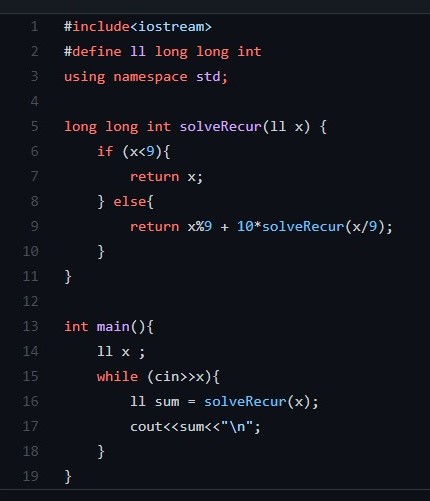 1 #include<iostream>
2 #define ll long long int
3 using namespace std;
4
5 long long int solveRecur(ll x) {
6     if (x<9){
7         return x;
8     } else{
9         return x%9 + 10*solveRecur(x/9);
10     }
11 }
12
13 int main(){
14     ll x ;
15     while (cin>>x){
16         ll sum = solveRecur(x);
17         cout<<sum<<"\n";
18     }
19 }